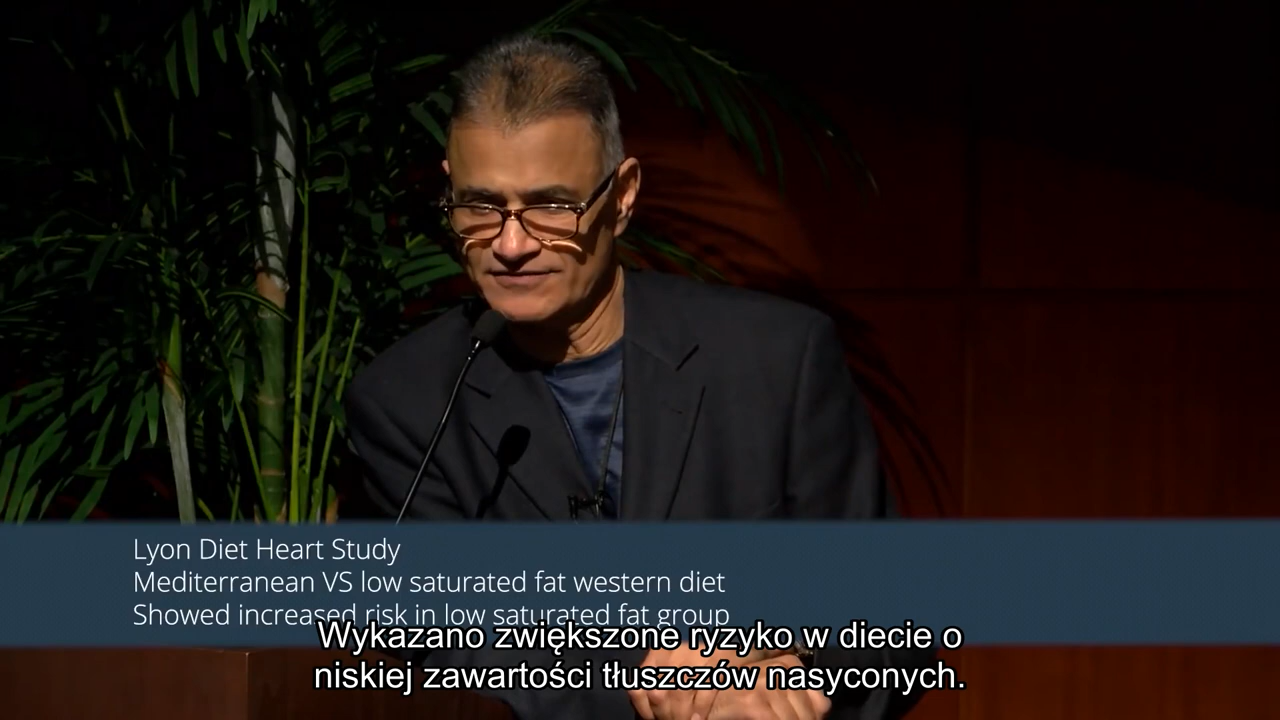 Lyon Diet Heart Study
Mediterranean VS low saturated fat western diet
Showed increased risk in low saturated fat group
Wykazano zwiększone ryzyko w diecie o
niskiej zawartości tłuszczów nasyconych.